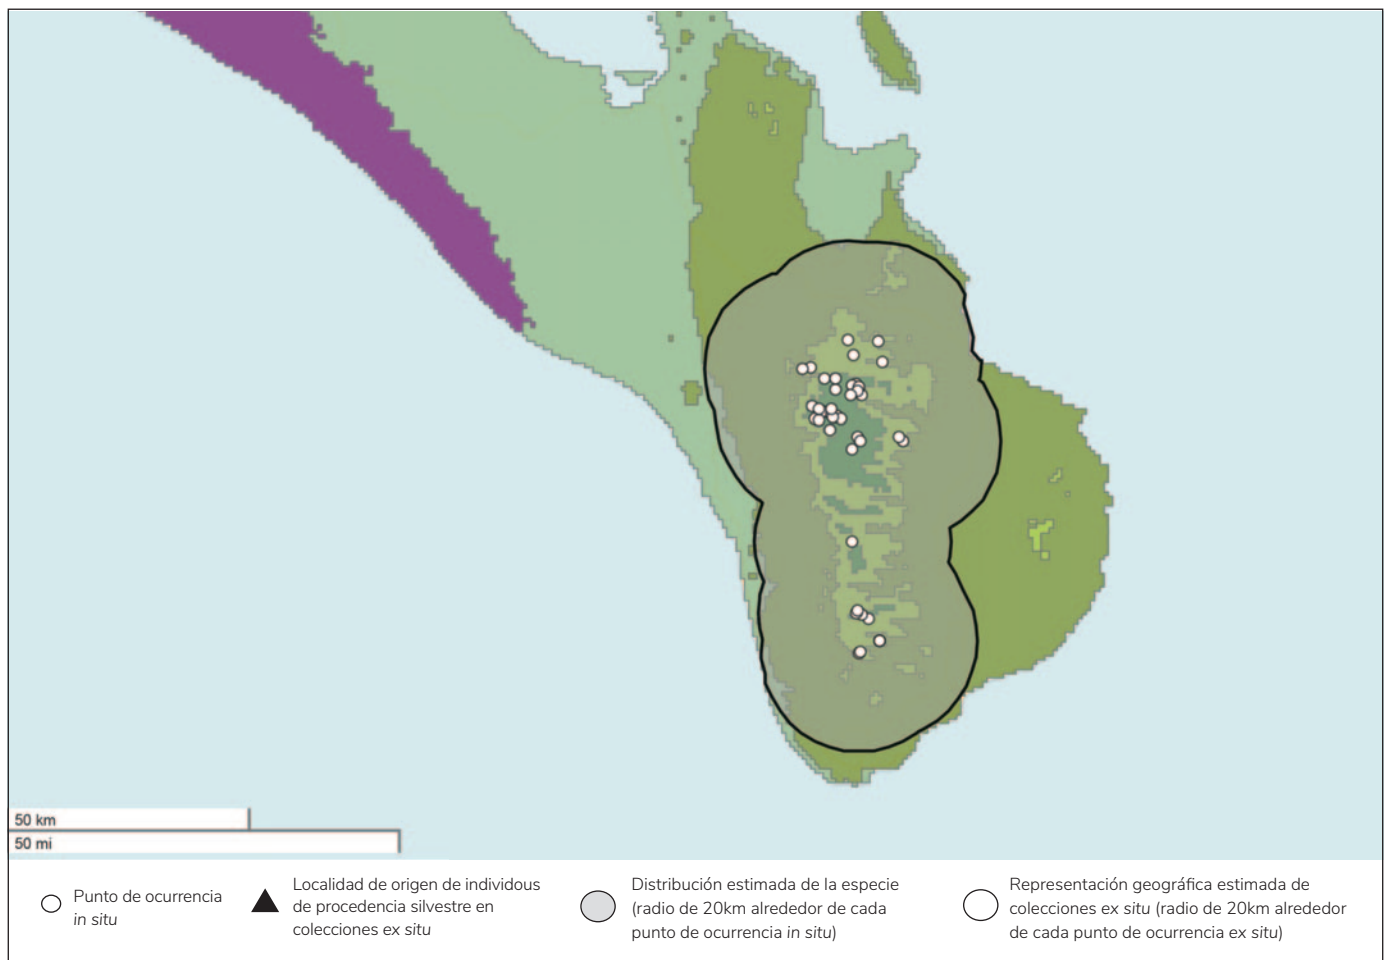 50 km
50 mi
Punto de ocurrencia
in situ
Localidad de origen de individous
de procedencia silvestre en
colecciones ex situ
Distribución estimada de la especie
(radio de 20km alrededor de cada
punto de ocurrencia in situ)
Representación geográfica estimada de
colecciones ex situ (radio de 20km alrededor
de cada punto de ocurrencia ex situ)